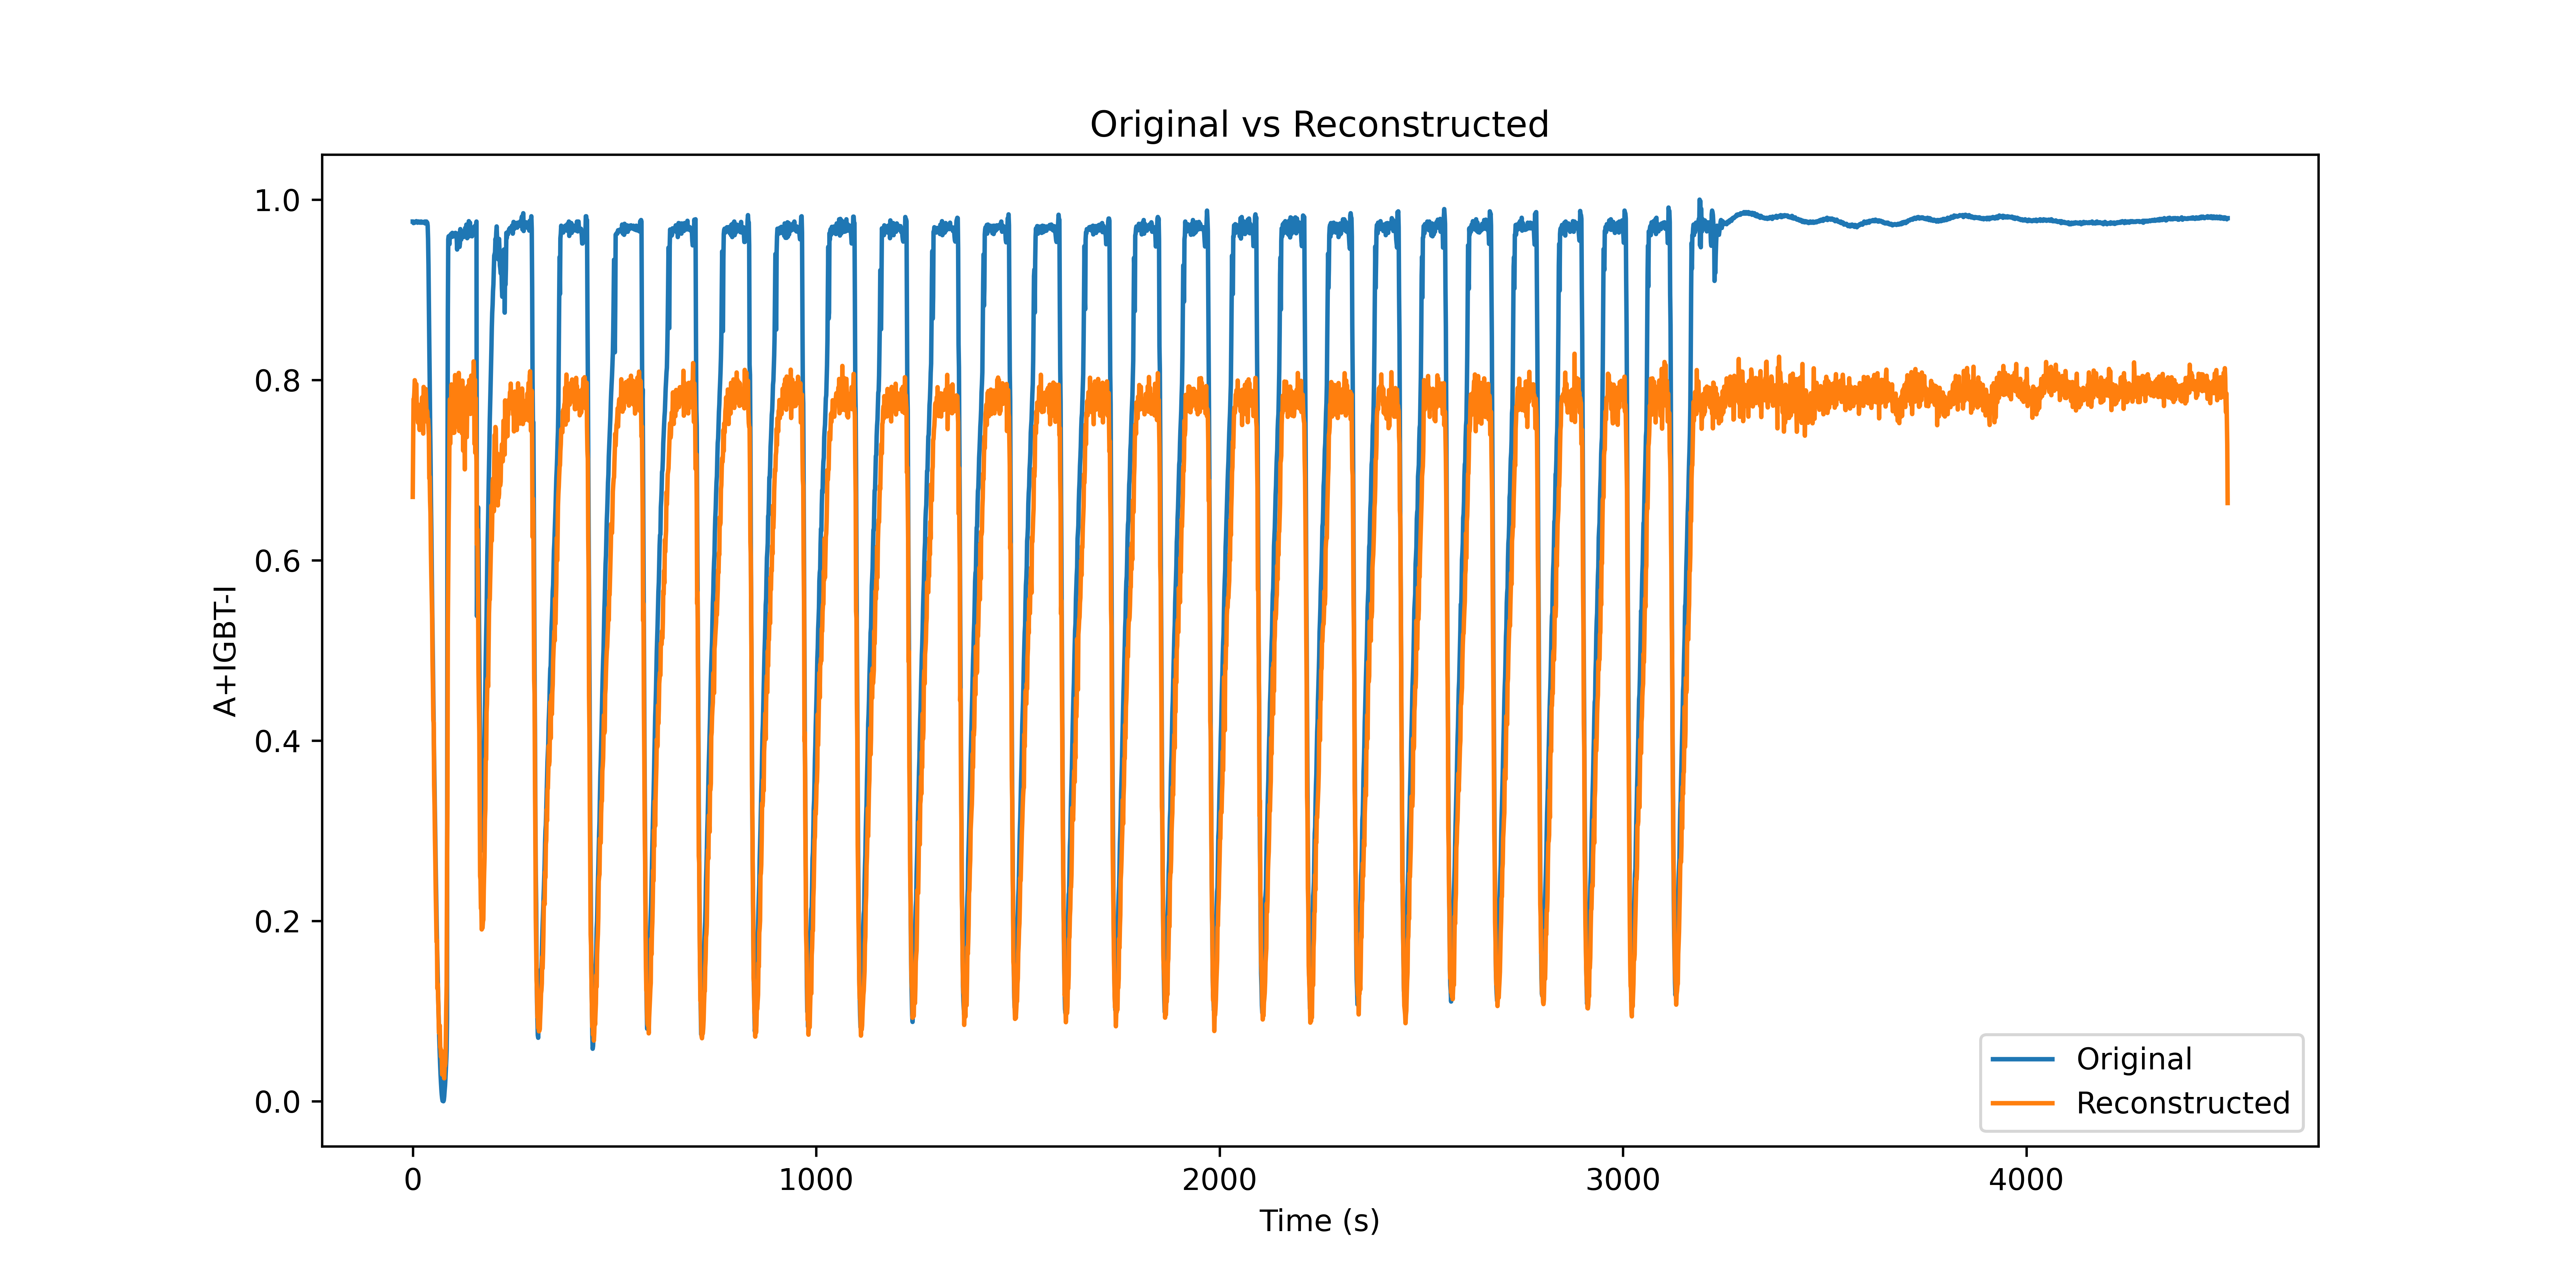 Original vs Reconstructed
A+IGBT-I
1.0
0.8
0.6
0.4
0.2
0.0
0 1000 2000 3000 4000
Time (s)
Original
Reconstructed